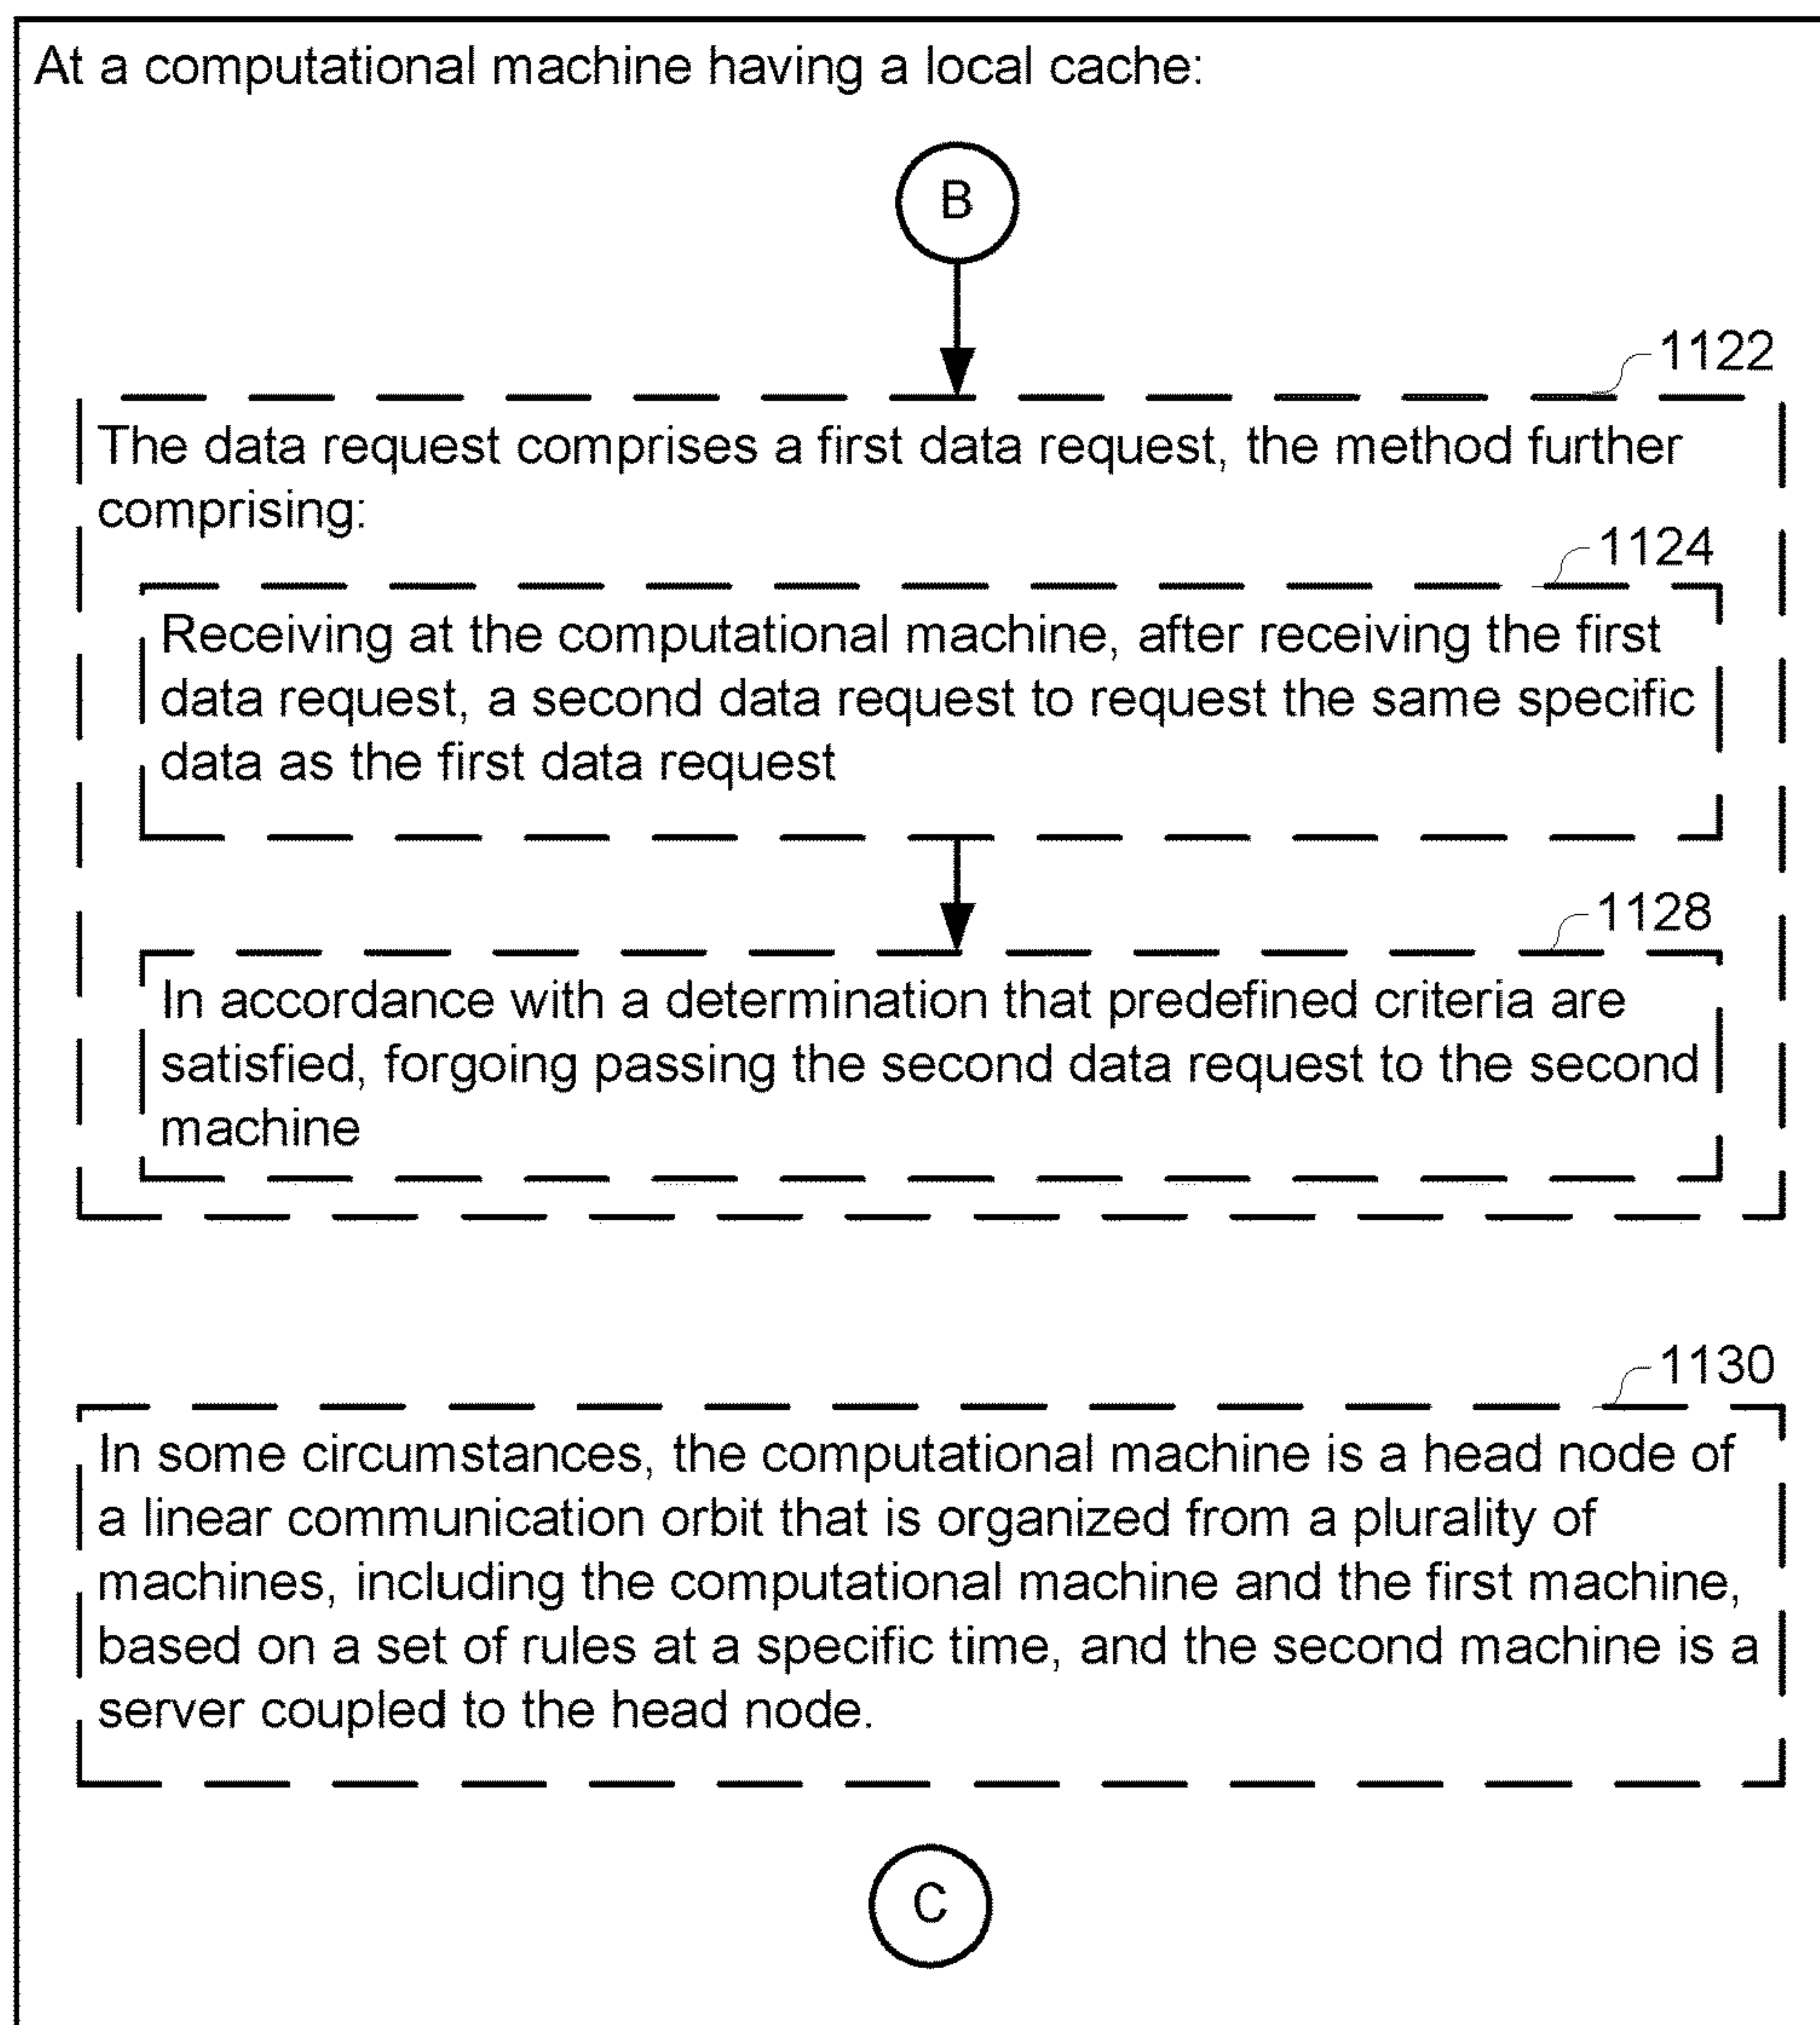 At a computational machine having a local cache:
B
1122
The data request comprises a first data request, the method further
comprising:
1124
Receiving at the computational machine, after receiving the first
data request, a second data request to request the same specific
data as the first data request
1128
In accordance with a determination that predefined criteria are
satisfied, forgoing passing the second data request to the second
machine
1130
In some circumstances, the computational machine is a head node of
a linear communication orbit that is organized from a plurality of
machines, including the computational machine and the first machine,
based on a set of rules at a specific time, and the second machine is a
server coupled to the head node.
C